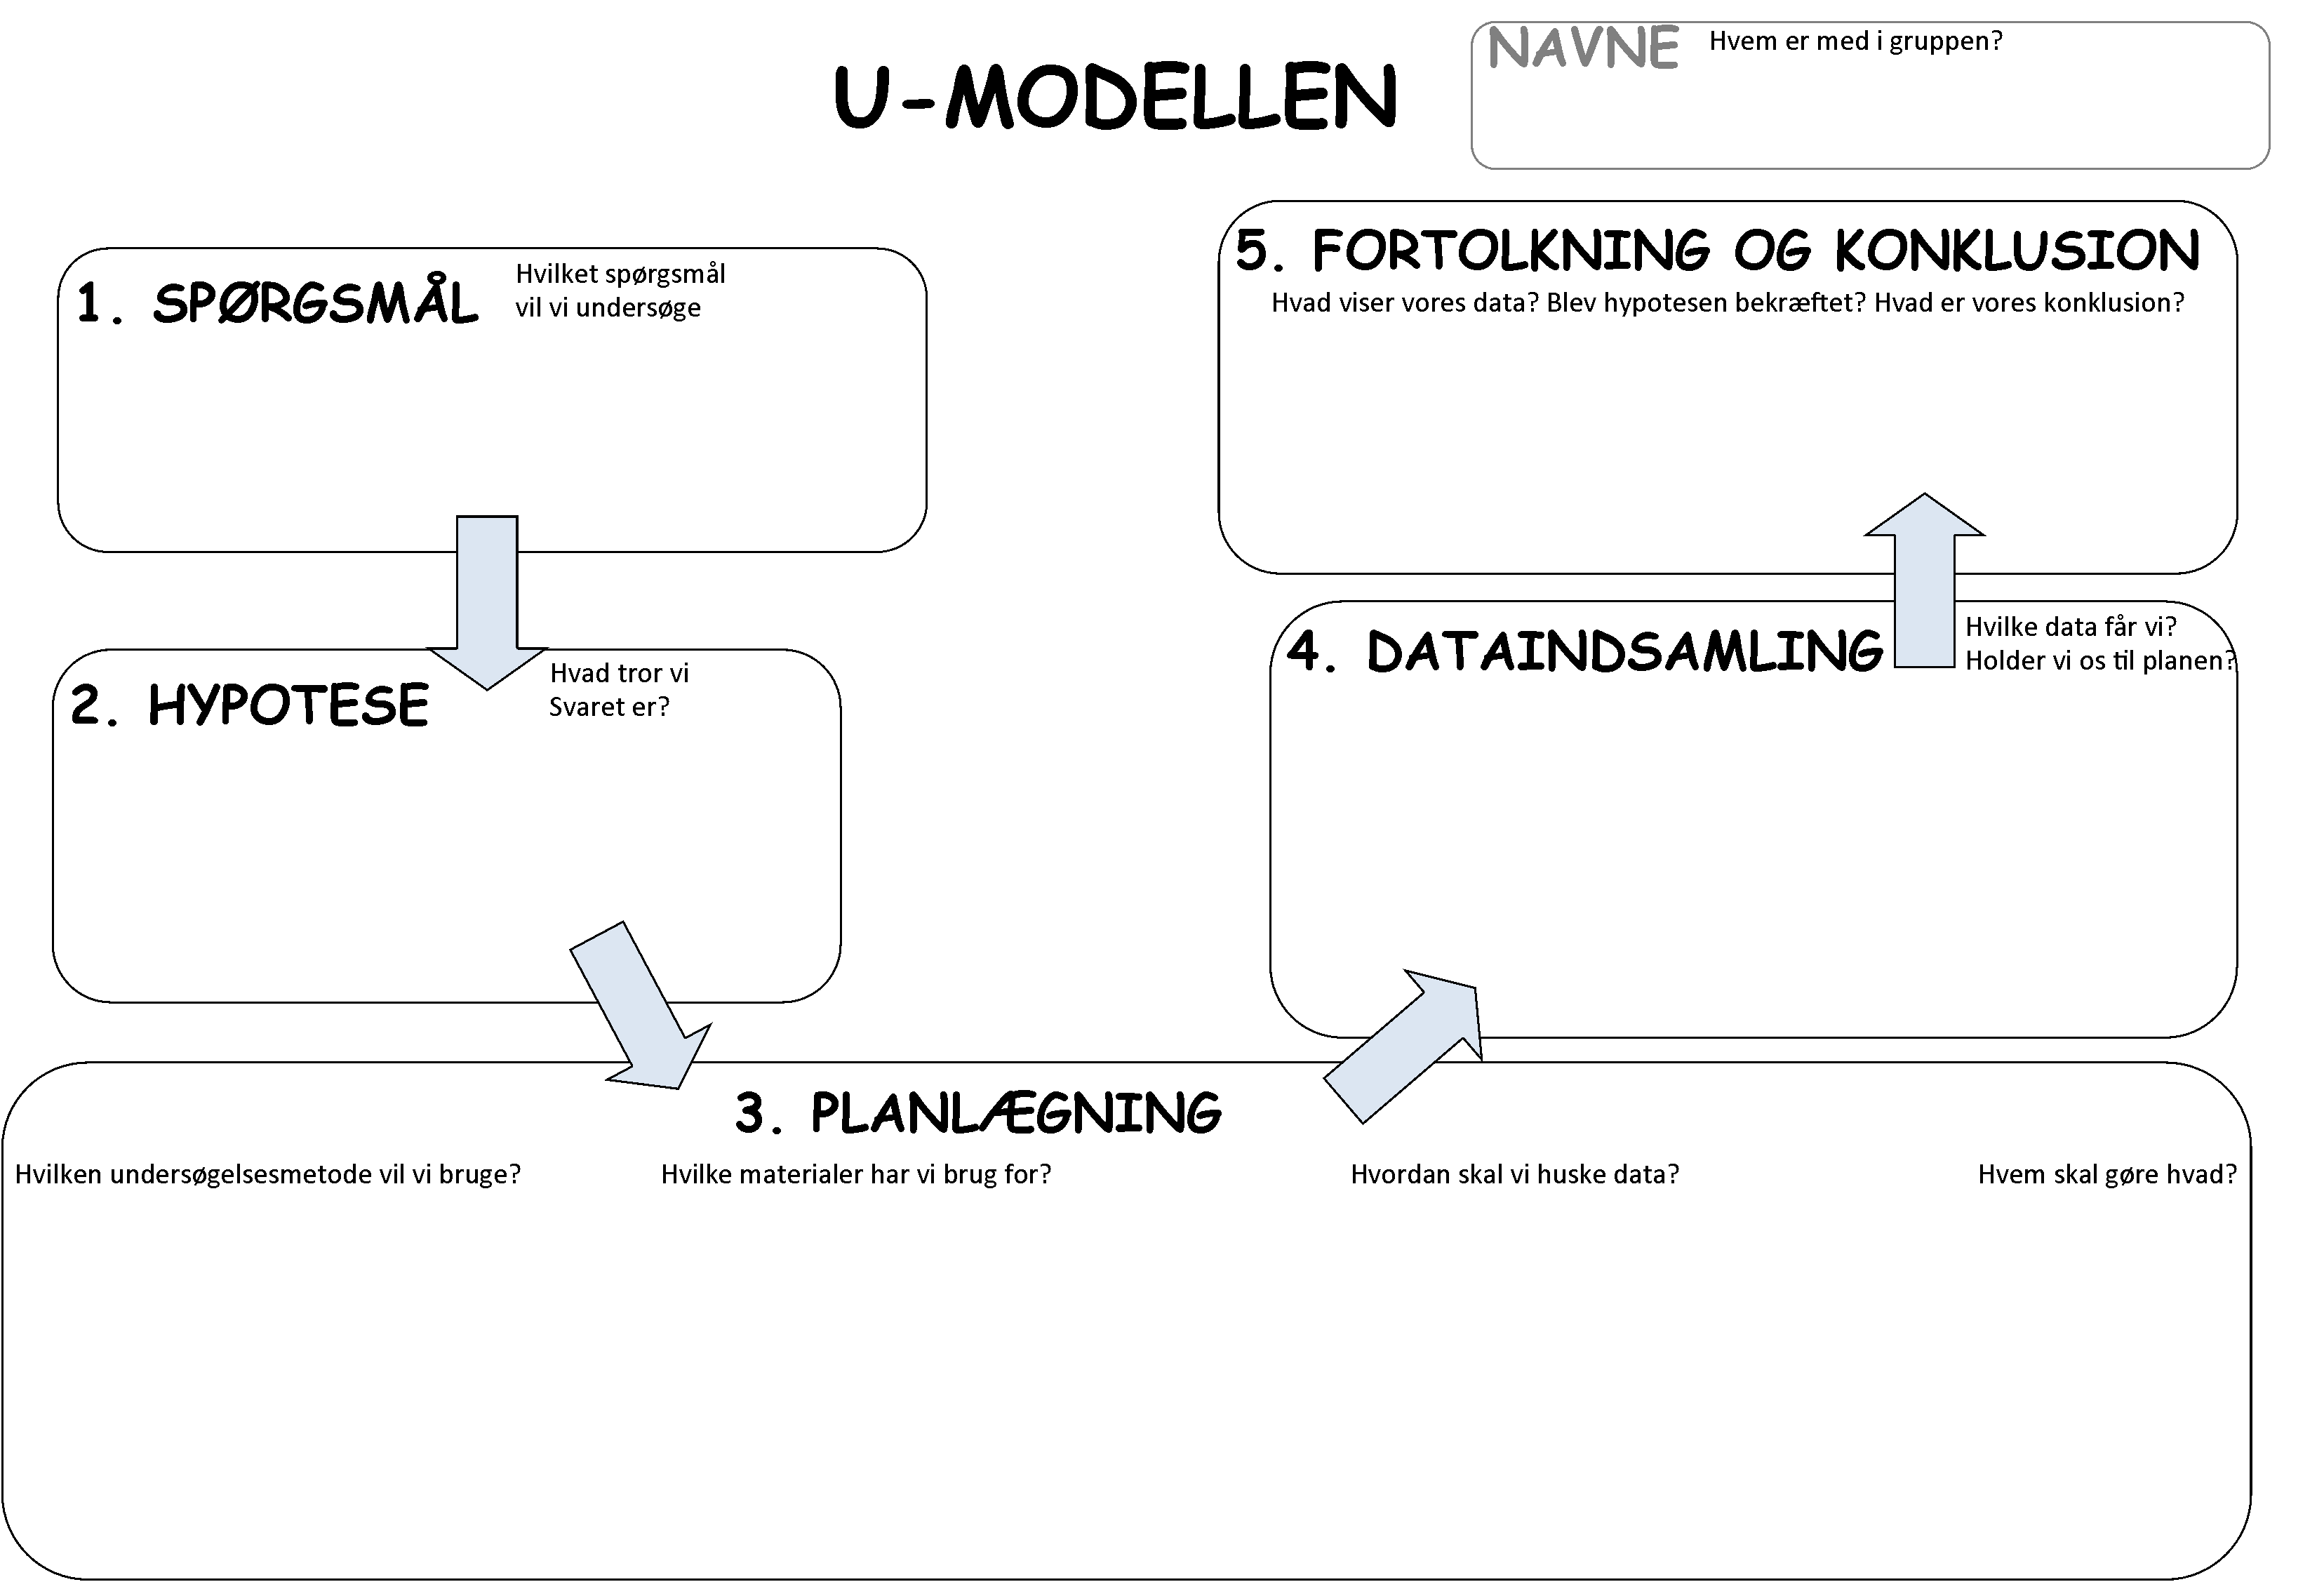 U-MODELLEN
NAVNE Hvem er med i gruppen?
1. SPØRGSMÅL
Hvilket spørgsmål
vil vi undersøge
2. HYPOTESE
Hvad tror vi
Svaret er?
3. PLANLÆGNING
Hvilken undersøgelsesmetode vil vi bruge?
Hvilke materialer har vi brug for?
Hvordan skal vi huske data?
Hvem skal gøre hvad?
4. DATAINDSAMLING
Hvilke data får vi?
Holder vi os til planen?
5. FORTOLKNING OG KONKLUSION
Hvad viser vores data? Blev hypotesen bekræftet? Hvad er vores konklusion?